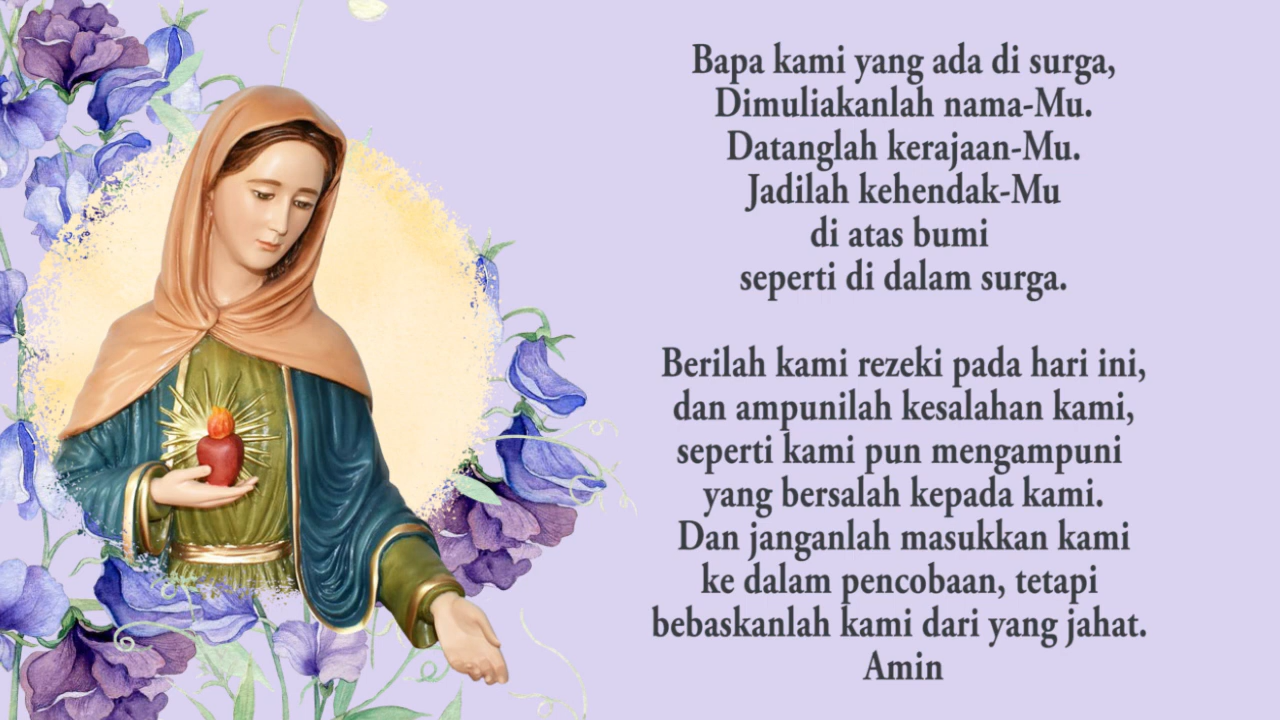 Bapa kami yang ada di surga,
Dimuliakanlah nama-Mu.
Datanglah kerajaan-Mu.
Jadilah kehendak-Mu
di atas bumi
seperti di dalam surga.
Berilah kami rezeki pada hari ini,
dan ampunilah kesalahan kami,
seperti kami pun mengampuni
yang bersalah kepada kami.
Dan janganlah masukkan kami
ke dalam pencobaan, tetapi
bebaskanlah kami dari yang jahat.
Amin